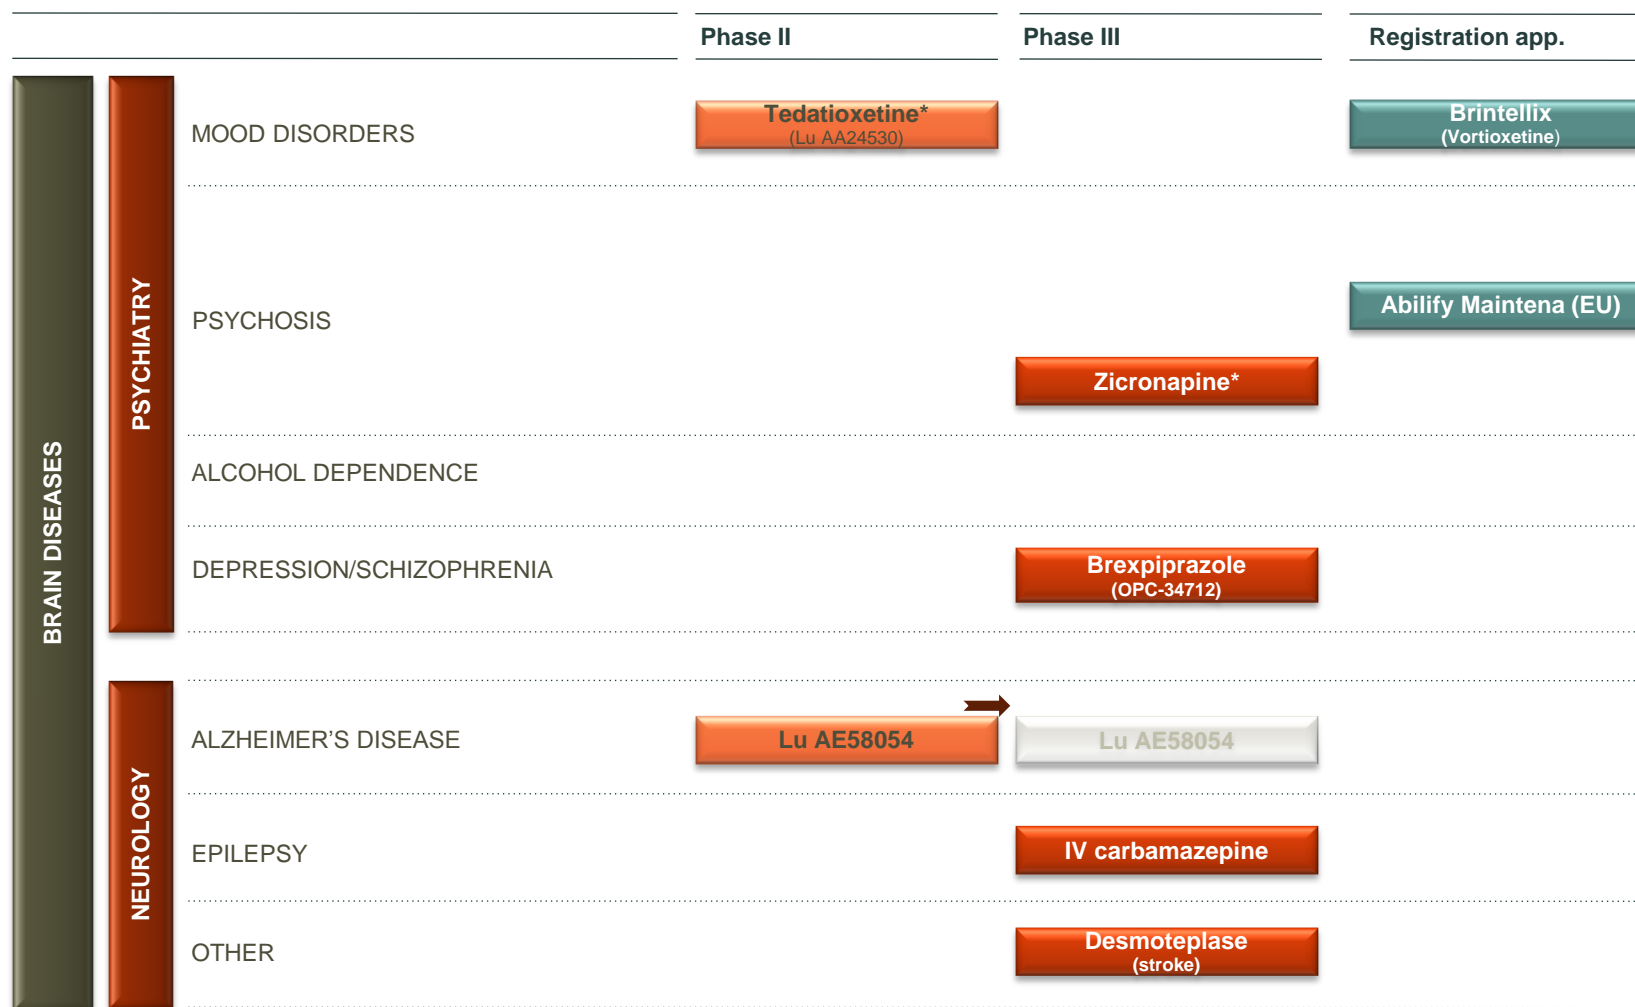 Phase II
Phase III
Registration app.
BRAIN DISEASES
PSYCHIATRY
MOOD DISORDERS
Tedatioxetine*
(Lu AA24530)
Brintellix
(Vortioxetine)
PSYCHOSIS
Abilify Maintena (EU)
Zicronapine*
ALCOHOL DEPENDENCE
DEPRESSION/SCHIZOPHRENIA
Brexpiprazole
(OPC-34712)
NEUROLOGY
ALZHEIMER’S DISEASE
Lu AE58054
Lu AE58054
EPILEPSY
IV carbamazepine
OTHER
Desmoteplase
(stroke)